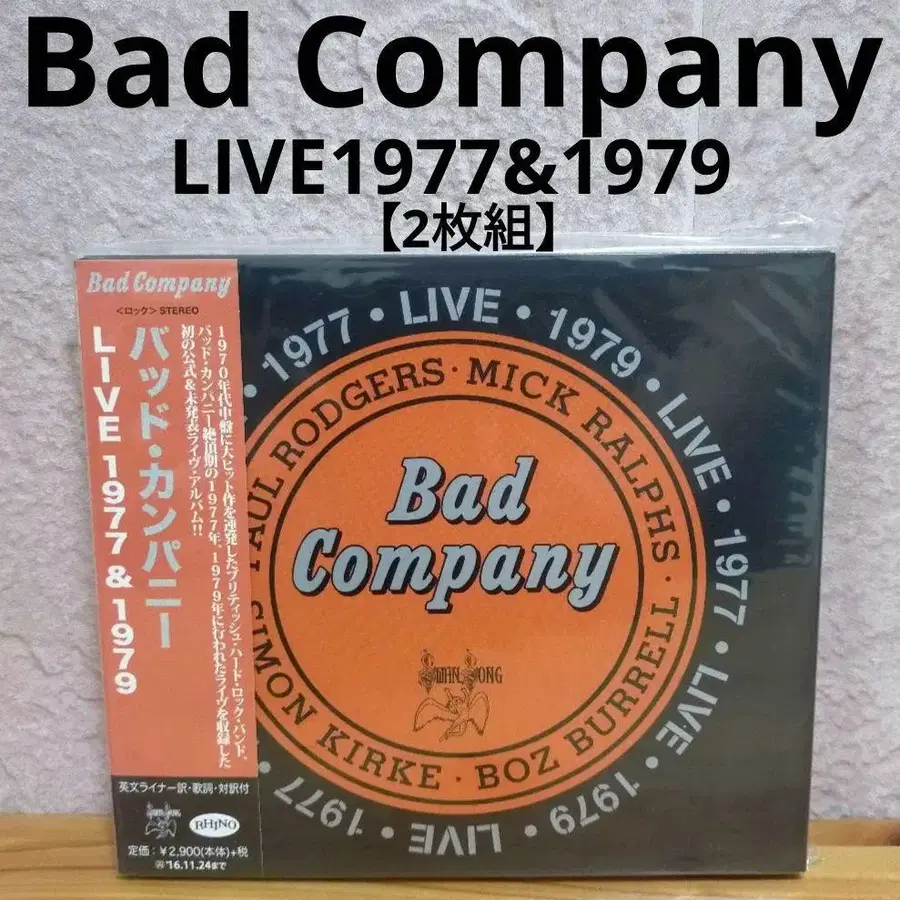 Bad Company
LIVE1977&1979
【2枚組】
Bad Company
<ロック> STEREO
バッド・カンパニー
LIVE 1977 & 1979
1970年代中盤に大ヒット作を連発したブリティッシュ・ハード・ロック・バンド、
バッド・カンパニー絶頂期の1977年、1979年に行われたライヴを収録した
初の公式&未発表ライヴ・アルバム!!
英文ライナー訳・歌詞・対訳付
RHINO
定価:¥2,900(本体)+税
'16.11.24まで
1977 • LIVE • 1979 • LIVE • 1977 • LIVE • 1979 • LIVE • 1977
PAUL RODGERS · MICK RALPHS ·
SIMON KIRKE · BOZ BURRELL
Bad
Company
SWAN SONG